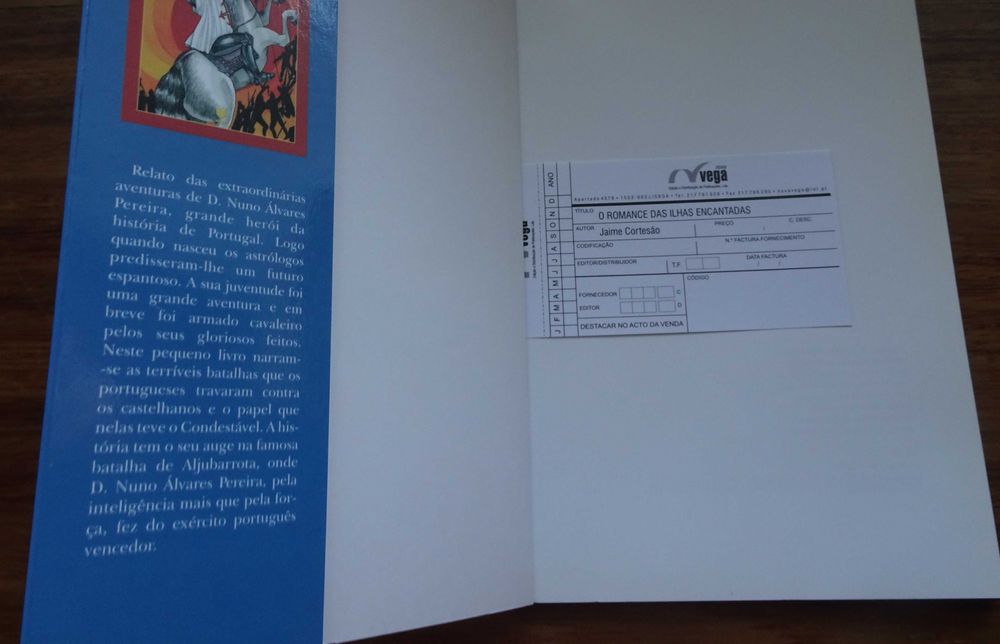 Relato das extraordinárias
aventuras de D. Nuno Álvares
Pereira, grande herói da
história de Portugal. Logo
quando nasceu os astrólogos
predisseram-lhe um futuro
espantoso. A sua juventude foi
uma grande aventura e em
breve foi armado cavaleiro
pelos seus gloriosos feitos.
Neste pequeno livro narram-
-se as terríveis batalhas que os
portugueses travaram contra
os castelhanos e o papel que
nelas teve o Condestável. A his-
tória tem o seu auge na famosa
batalha de Aljubarrota, onde
D. Nuno Álvares Pereira, pela
inteligência mais que pela for-
ça, fez do exército português
vencedor.
vega
J F M A M J J A S O N D ANO
vega
TÍTULO O ROMANCE DAS ILHAS ENCANTADAS
AUTOR Jaime Cortesão PREÇO C. DESC.
CODIFICAÇÃO N.º FACTURA-FORNECIMENTO
EDITOR/DISTRIBUIDOR T.F. DATA FACTURA
FORNECEDOR C CÓDIGO
EDITOR D
DESTACAR NO ACTO DA VENDA